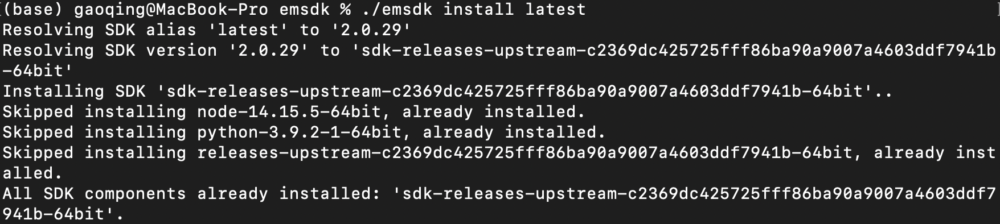 (base) gaoqing@MacBook-Pro emsdk % ./emsdk install latest
Resolving SDK alias 'latest' to '2.0.29'
Resolving SDK version '2.0.29' to 'sdk-releases-upstream-c2369dc425725fff86ba90a9007a4603ddf7941b
-64bit'
Installing SDK 'sdk-releases-upstream-c2369dc425725fff86ba90a9007a4603ddf7941b-64bit'..
Skipped installing node-14.15.5-64bit, already installed.
Skipped installing python-3.9.2-1-64bit, already installed.
Skipped installing releases-upstream-c2369dc425725fff86ba90a9007a4603ddf7941b-64bit, already inst
alled.
All SDK components already installed: 'sdk-releases-upstream-c2369dc425725fff86ba90a9007a4603ddf7
941b-64bit'.